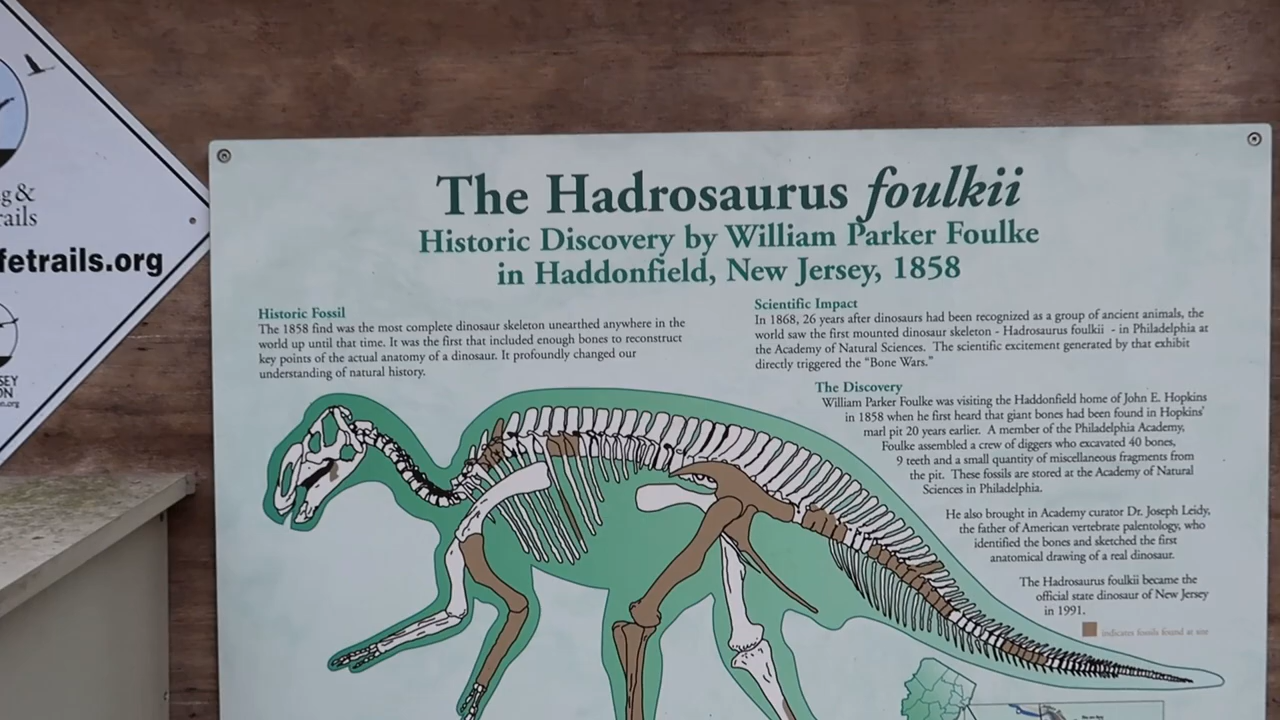 g &
rails
fetrails.org
SEY
ON
The Hadrosaurus foulkii
Historic Discovery by William Parker Foulke
in Haddonfield, New Jersey, 1858
Historic Fossil
The 1858 find was the most complete dinosaur skeleton unearthed anywhere in the
world up until that time. It was the first that included enough bones to reconstruct
key points of the actual anatomy of a dinosaur. It profoundly changed our
understanding of natural history.
Scientific Impact
In 1868, 26 years after dinosaurs had been recognized as a group of ancient animals, the
world saw the first mounted dinosaur skeleton - Hadrosaurus foulkii - in Philadelphia at
the Academy of Natural Sciences. The scientific excitement generated by that exhibit
directly triggered the "Bone Wars."
The Discovery
William Parker Foulke was visiting the Haddonfield home of John E. Hopkins
in 1858 when he first heard that giant bones had been found in Hopkins'
marl pit 20 years earlier. A member of the Philadelphia Academy,
Foulke assembled a crew of diggers who excavated 40 bones,
9 teeth and a small quantity of miscellaneous fragments from
the pit. These fossils are stored at the Academy of Natural
Sciences in Philadelphia.
He also brought in Academy curator Dr. Joseph Leidy,
the father of American vertebrate palentology, who
identified the bones and sketched the first
anatomical drawing of a real dinosaur.
The Hadrosaurus foulkii became the
official state dinosaur of New Jersey
in 1991.
indicates fossils found at site